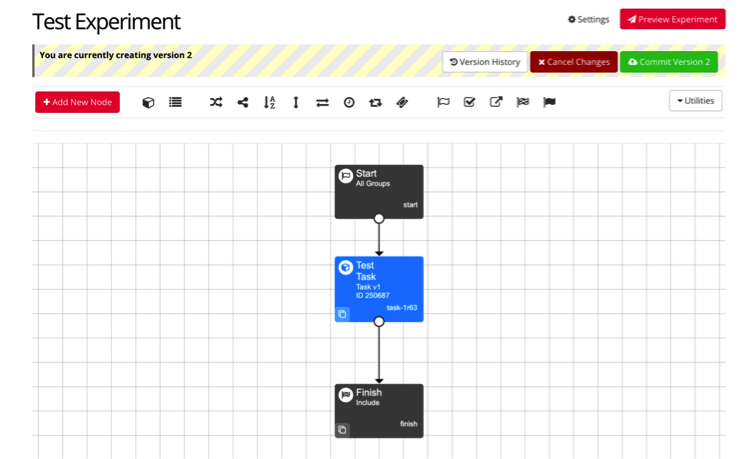 Test Experiment
Settings
Preview Experiment
You are currently creating version 2
Version History
Cancel Changes
Commit Version 2
+ Add New Node
Utilities
Start
All Groups
start
Test
Task
Task v1
ID 250687
task-1r63
Finish
Include
finish